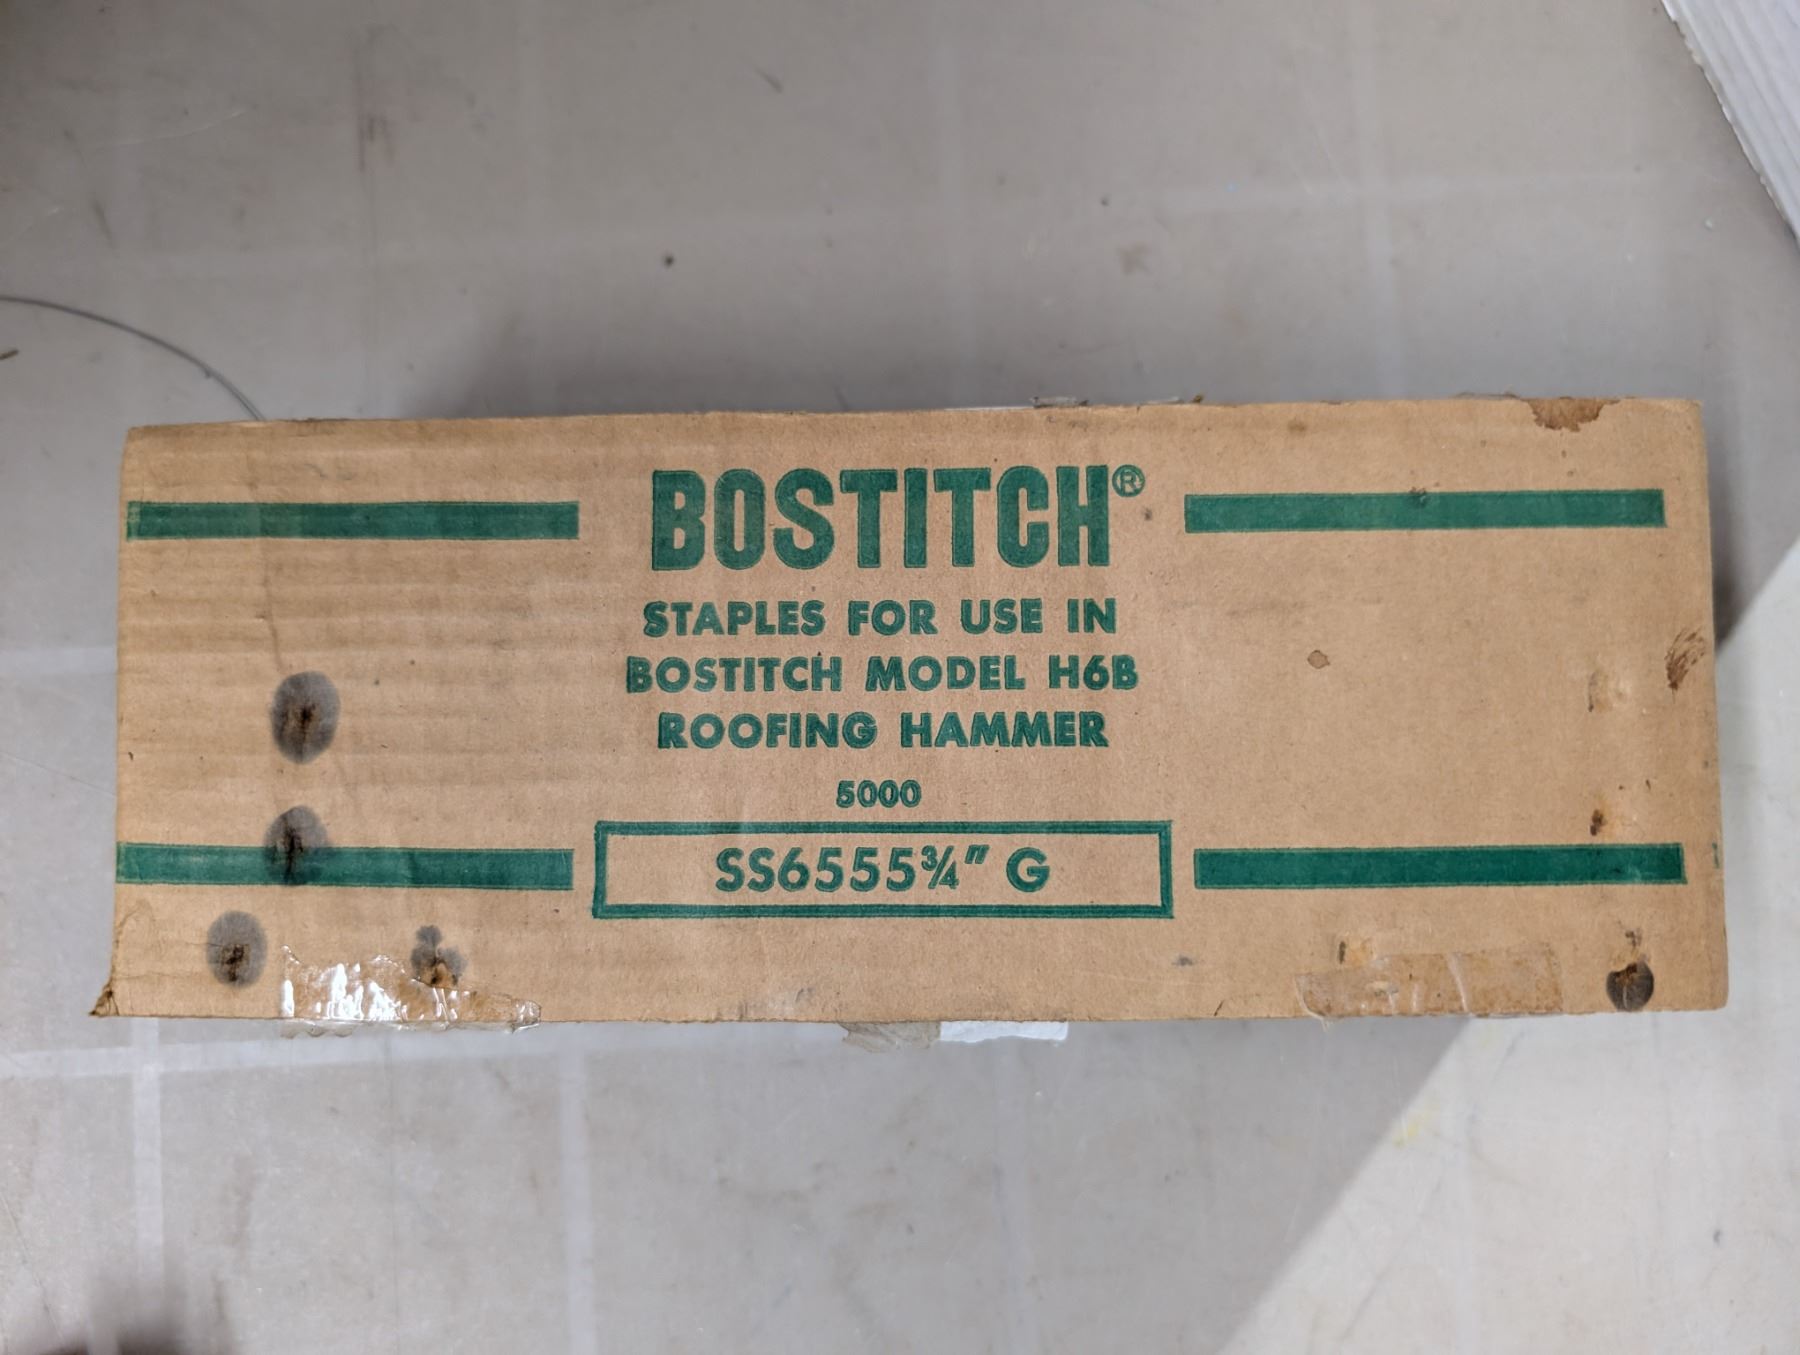 BOSTITCH®
STAPLES FOR USE IN
BOSTITCH MODEL H6B
ROOFING HAMMER
5000
SS6555¾" G